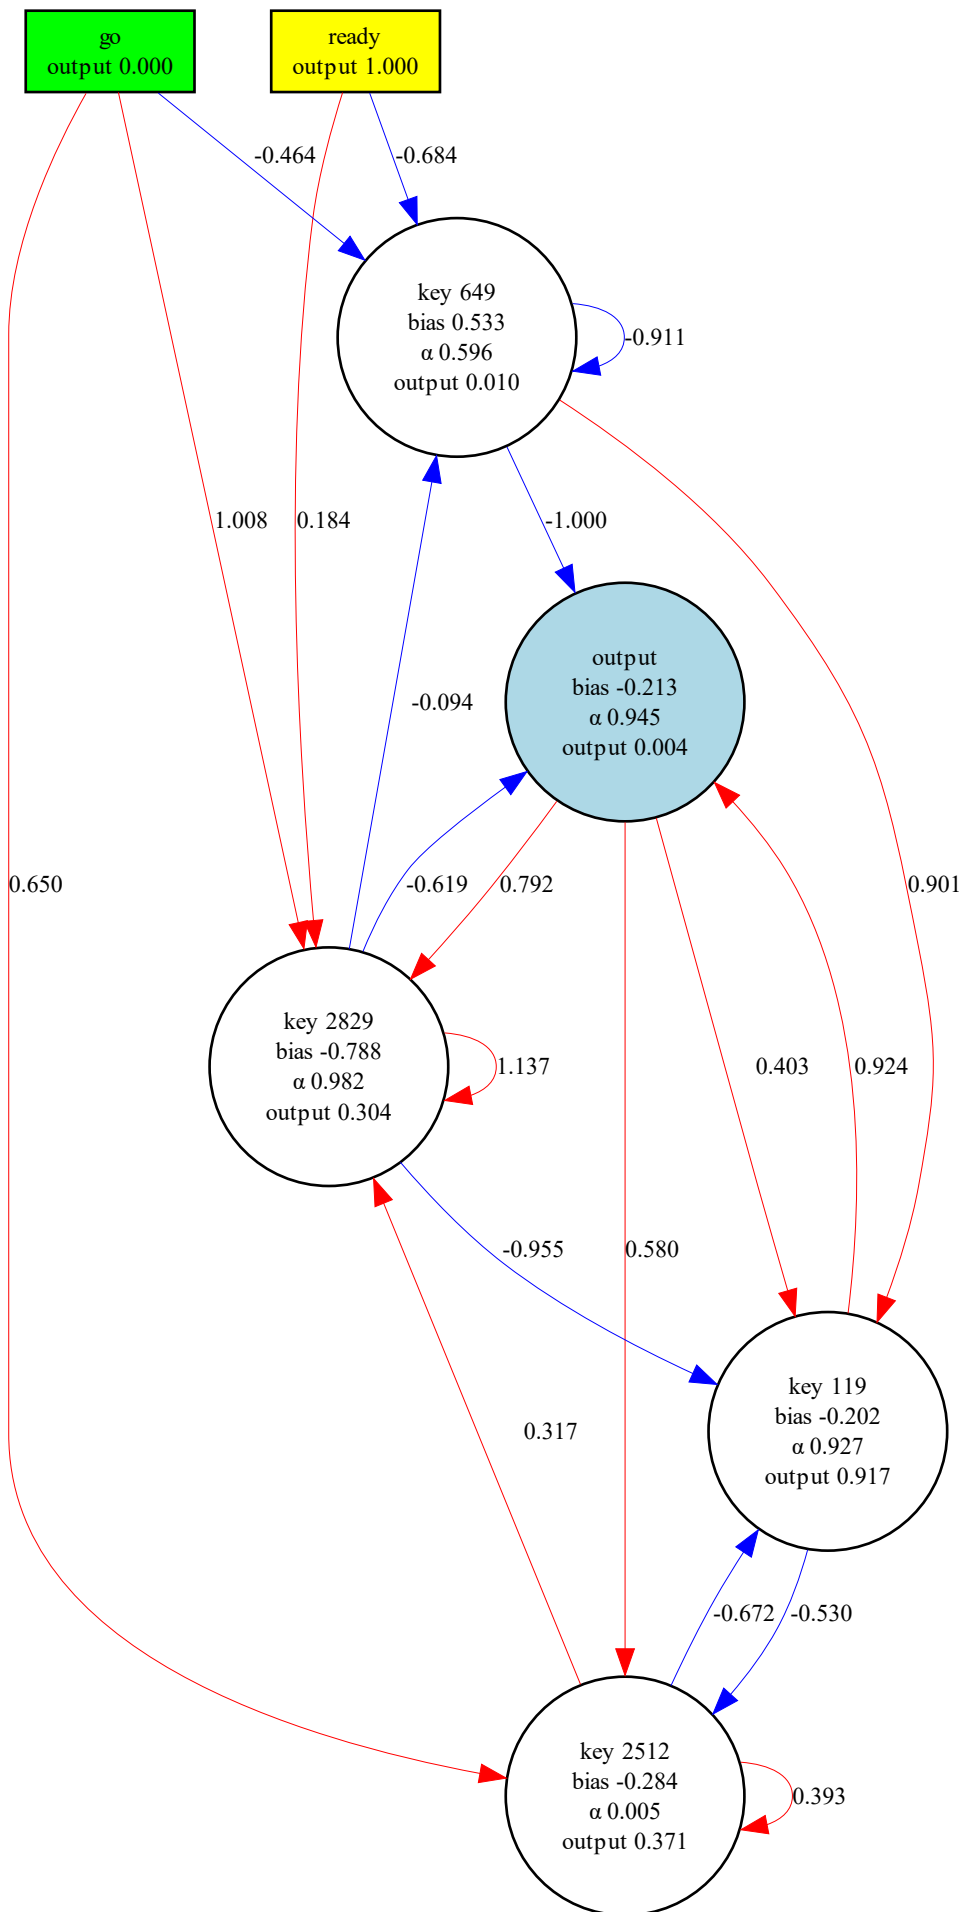 go
output 0.000
ready
output 1.000
-0.464
-0.684
key 649
bias 0.533
α 0.596
output 0.010
-0.911
1.008
0.184
-1.000
output
bias -0.213
α 0.945
output 0.004
-0.094
0.650
-0.619
0.792
0.901
key 2829
bias -0.788
α 0.982
output 0.304
1.137
0.403
0.924
-0.955
0.580
key 119
bias -0.202
α 0.927
output 0.917
0.317
-0.672
-0.530
key 2512
bias -0.284
α 0.005
output 0.371
0.393